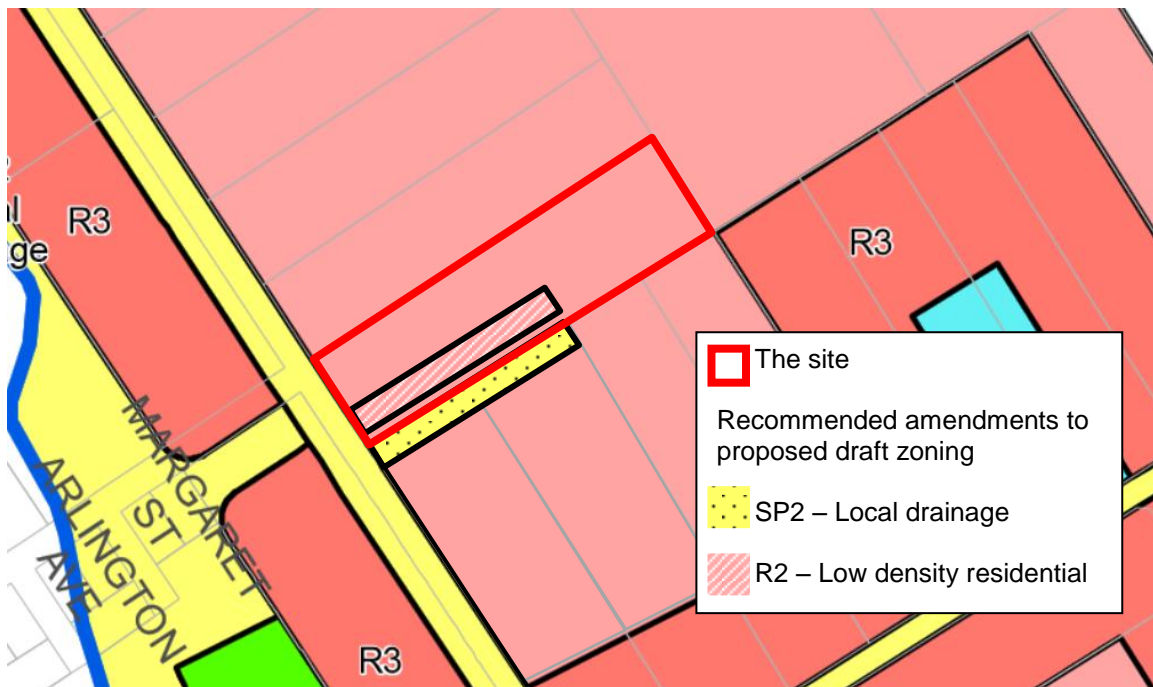 ge
R3
R3
MARGARET
ST
ARLINGTON
AVE
R3
The site
Recommended amendments to
proposed draft zoning
SP2 – Local drainage
R2 – Low density residential